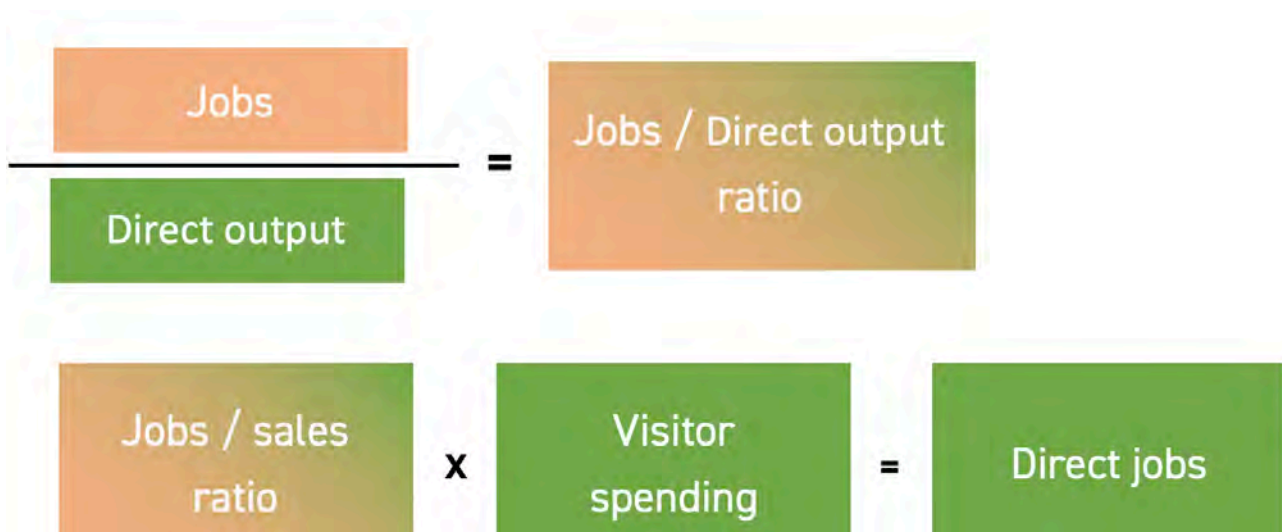 Jobs
Direct output
=
Jobs / Direct output
ratio
Jobs / sales
ratio
x
Visitor
spending
=
Direct jobs